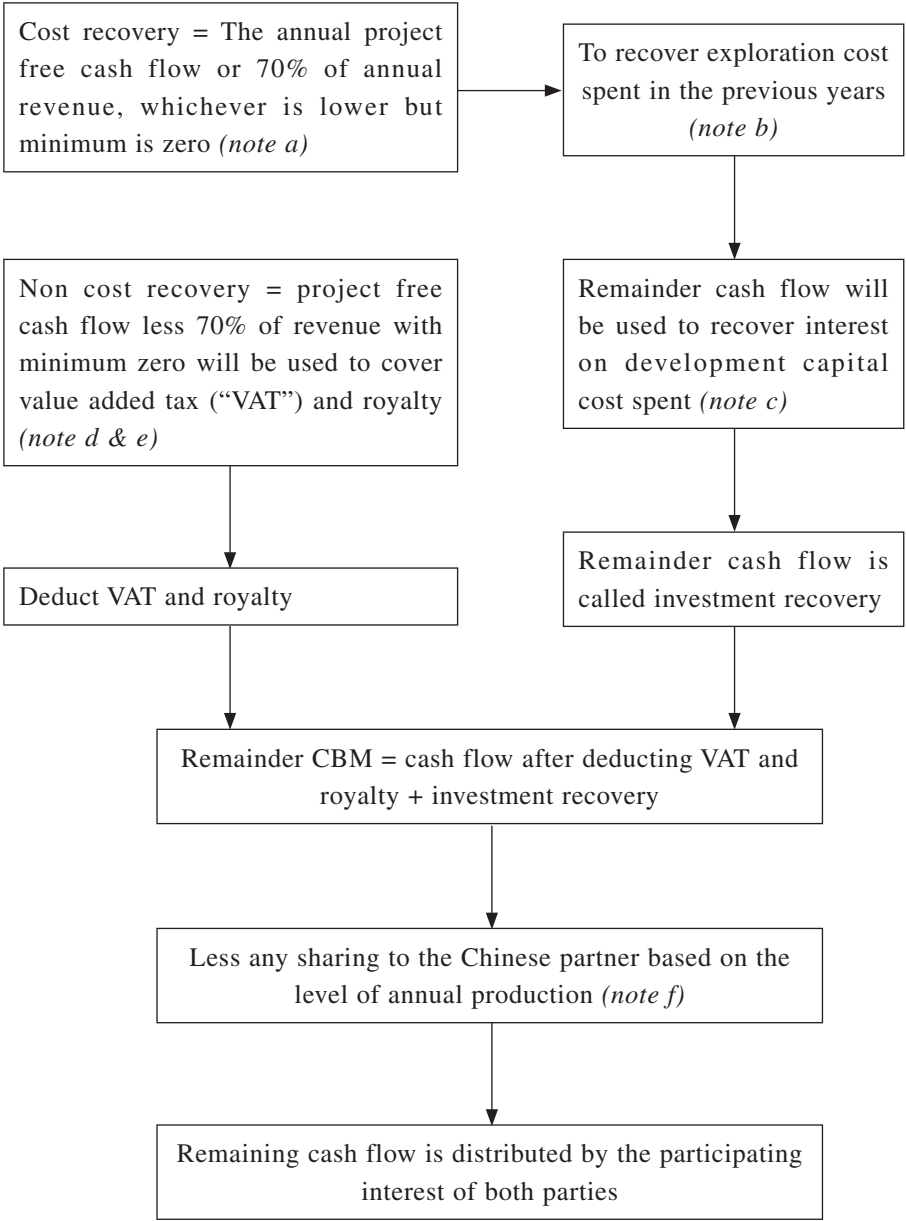 Cost recovery = The annual project
free cash flow or 70% of annual
revenue, whichever is lower but
minimum is zero (note a)
To recover exploration cost
spent in the previous years
(note b)
Non cost recovery = project free
cash flow less 70% of revenue with
minimum zero will be used to cover
value added tax (“VAT”) and royalty
(note d & e)
Remainder cash flow will
be used to recover interest
on development capital
cost spent (note c)
Deduct VAT and royalty
Remainder cash flow is
called investment recovery
Remainder CBM = cash flow after deducting VAT and
royalty + investment recovery
Less any sharing to the Chinese partner based on the
level of annual production (note f)
Remaining cash flow is distributed by the participating
interest of both parties